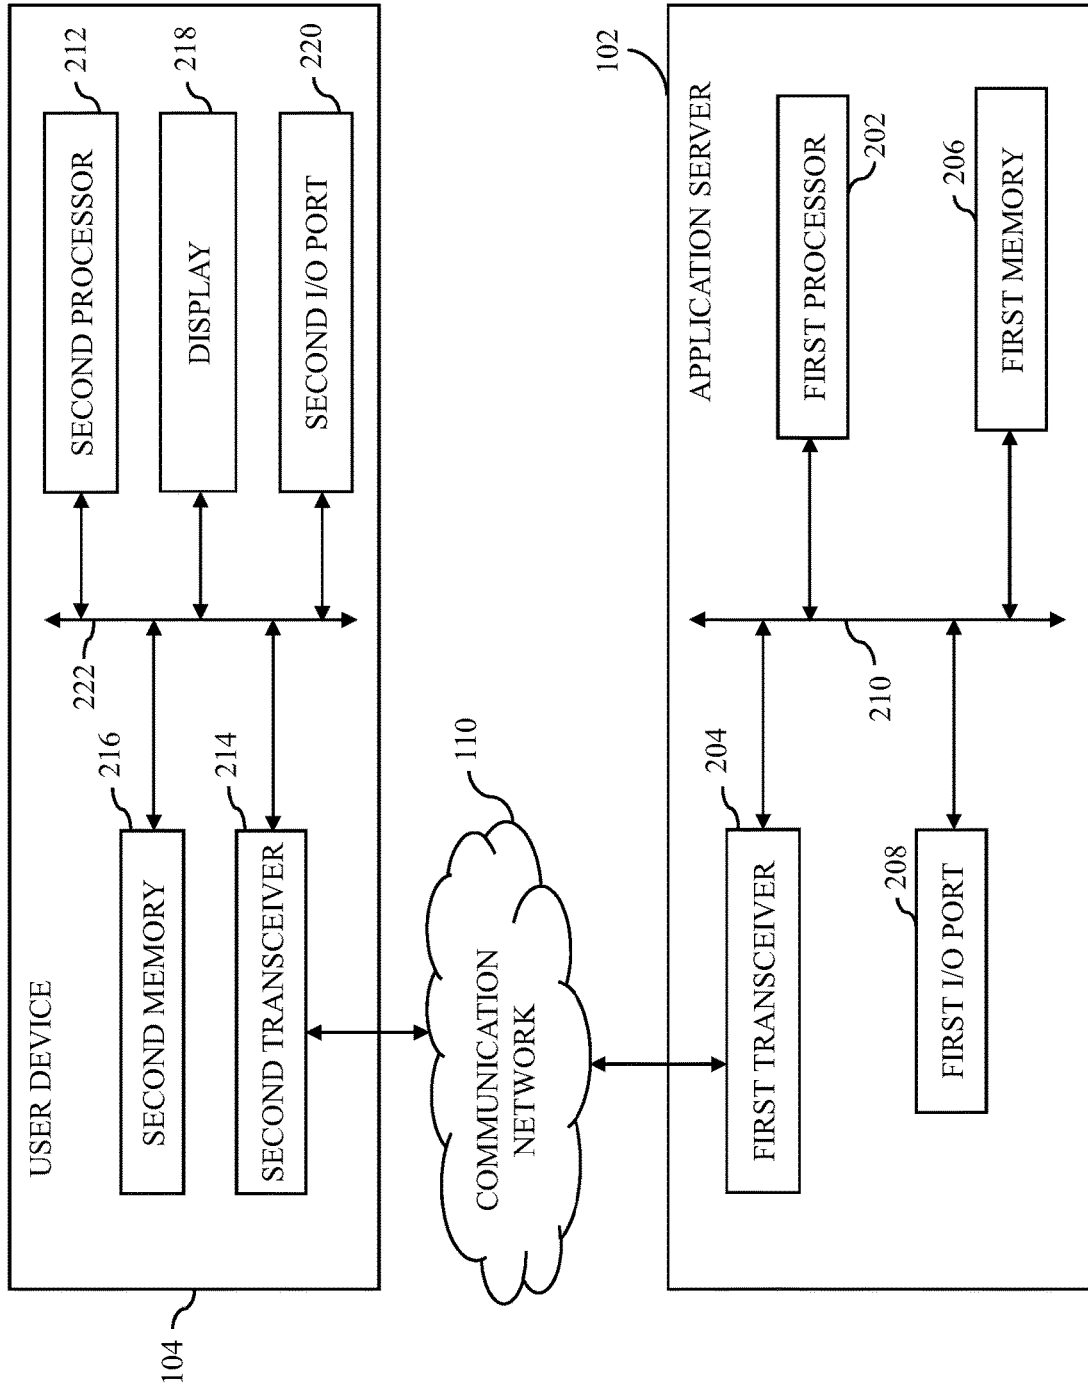 104
USER DEVICE
SECOND MEMORY
216
SECOND TRANSCEIVER
214
222
SECOND PROCESSOR
212
DISPLAY
218
SECOND I/O PORT
220
COMMUNICATION
NETWORK
110
APPLICATION SERVER
102
FIRST TRANSCEIVER
204
FIRST I/O PORT
208
210
FIRST PROCESSOR
202
FIRST MEMORY
206